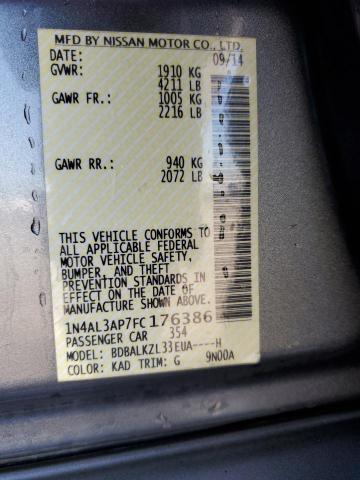 MFD BY NISSAN MOTOR CO., LTD.
DATE: 09/14
GVWR: 1910 KG
4211 LB
GAWR FR.: 1005 KG
2216 LB
GAWR RR.: 940 KG
2072 LB
THIS VEHICLE CONFORMS TO
ALL APPLICABLE FEDERAL
MOTOR VEHICLE SAFETY,
BUMPER, AND THEFT
PREVENTION STANDARDS IN
EFFECT ON THE DATE OF
MANUFACTURE SHOWN ABOVE.
1N4AL3AP7FC176386
PASSENGER CAR 354
MODEL: BDBALKZL33EUA----H
COLOR: KAD TRIM: G 9N00A